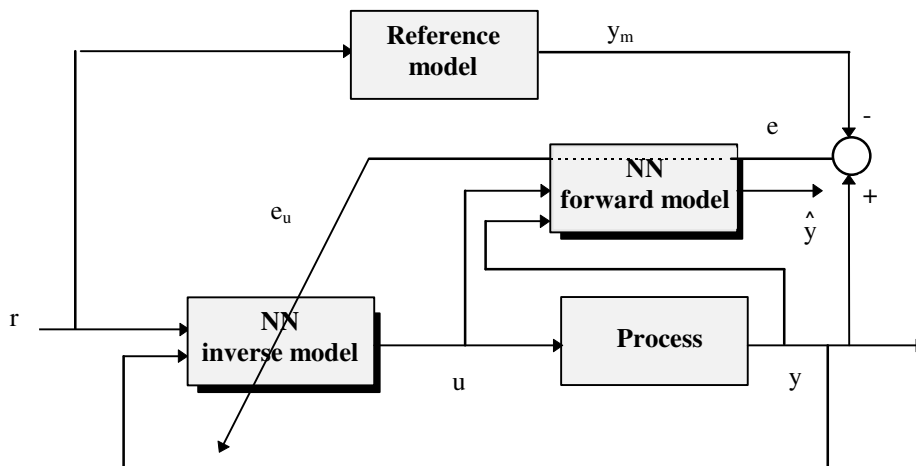 Reference
model
y_m
-
e
NN
forward model
+
e_u
ŷ
r
NN
inverse model
Process
u
y